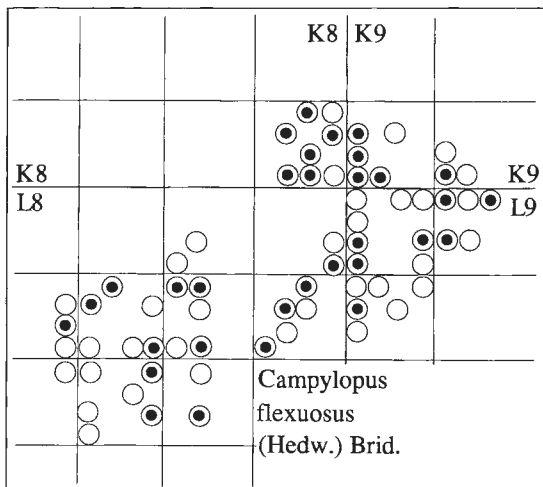 K8 K9
K8 K9
L8 L9
Campylopus
flexuosus
(Hedw.) Brid.